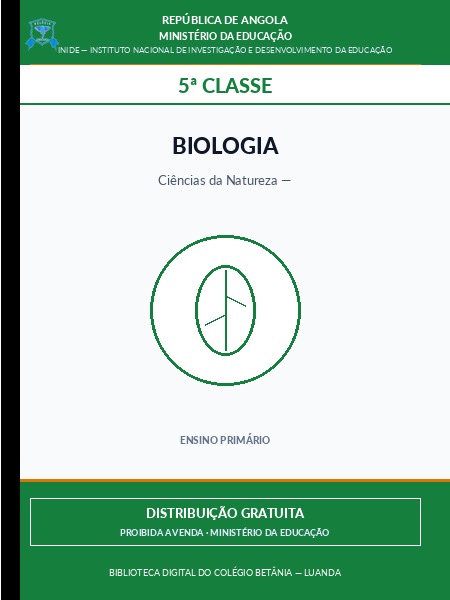 REPÚBLICA DE ANGOLA
MINISTÉRIO DA EDUCAÇÃO
INIDE — INSTITUTO NACIONAL DE INVESTIGAÇÃO E DESENVOLVIMENTO DA EDUCAÇÃO
5ª CLASSE
BIOLOGIA
Ciências da Natureza —
ENSINO PRIMÁRIO
DISTRIBUIÇÃO GRATUITA
PROIBIDA A VENDA · MINISTÉRIO DA EDUCAÇÃO
BIBLIOTECA DIGITAL DO COLÉGIO BETÂNIA — LUANDA